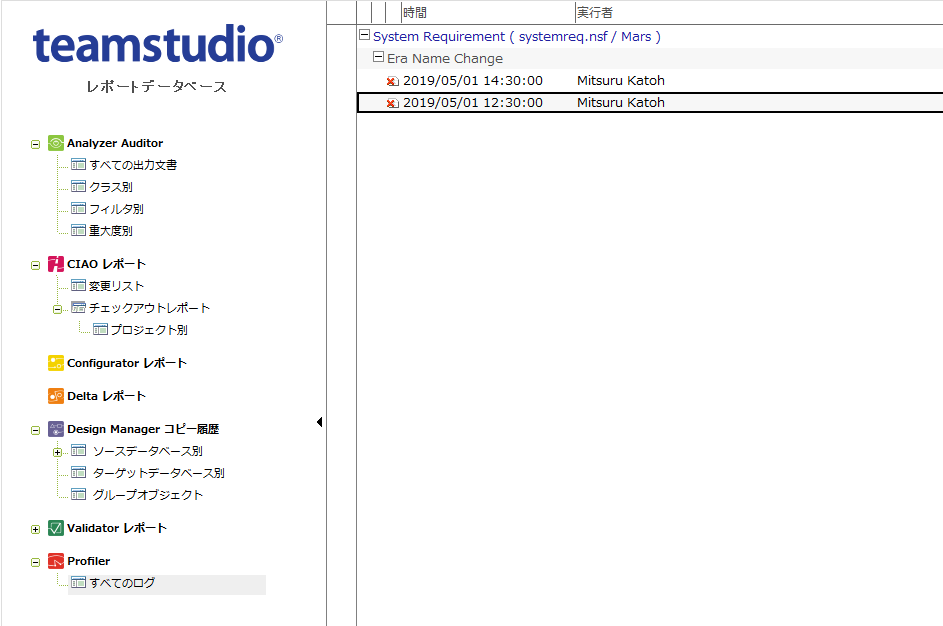 teamstudio®
レポートデータベース
Analyzer Auditor
すべての出力文書
クラス別
フィルタ別
重大度別
CIAO レポート
変更リスト
チェックアウトレポート
プロジェクト別
Configurator レポート
Delta レポート
Design Manager コピー履歴
ソースデータベース別
ターゲットデータベース別
グループオブジェクト
Validator レポート
Profiler
すべてのログ
時間 実行者
System Requirement ( systemreq.nsf / Mars )
Era Name Change
2019/05/01 14:30:00 Mitsuru Katoh
2019/05/01 12:30:00 Mitsuru Katoh